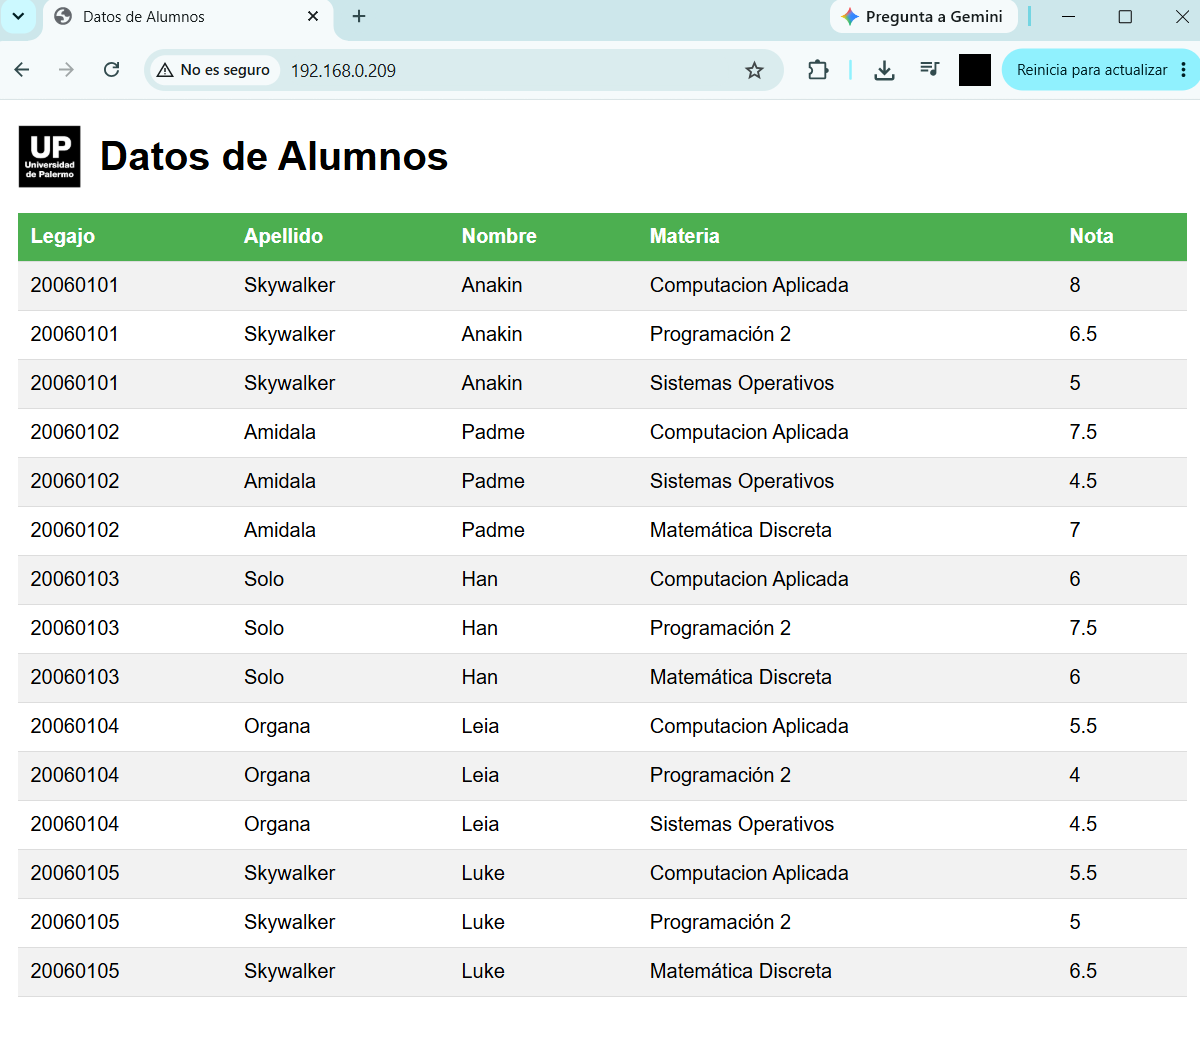 Datos de Alumnos
Pregunta a Gemini
No es seguro 192.168.0.209 Reinicia para actualizar
UP
Universidad
de Palermo
Datos de Alumnos
Legajo Apellido Nombre Materia Nota
20060101 Skywalker Anakin Computacion Aplicada 8
20060101 Skywalker Anakin Programación 2 6.5
20060101 Skywalker Anakin Sistemas Operativos 5
20060102 Amidala Padme Computacion Aplicada 7.5
20060102 Amidala Padme Sistemas Operativos 4.5
20060102 Amidala Padme Matemática Discreta 7
20060103 Solo Han Computacion Aplicada 6
20060103 Solo Han Programación 2 7.5
20060103 Solo Han Matemática Discreta 6
20060104 Organa Leia Computacion Aplicada 5.5
20060104 Organa Leia Programación 2 4
20060104 Organa Leia Sistemas Operativos 4.5
20060105 Skywalker Luke Computacion Aplicada 5.5
20060105 Skywalker Luke Programación 2 5
20060105 Skywalker Luke Matemática Discreta 6.5